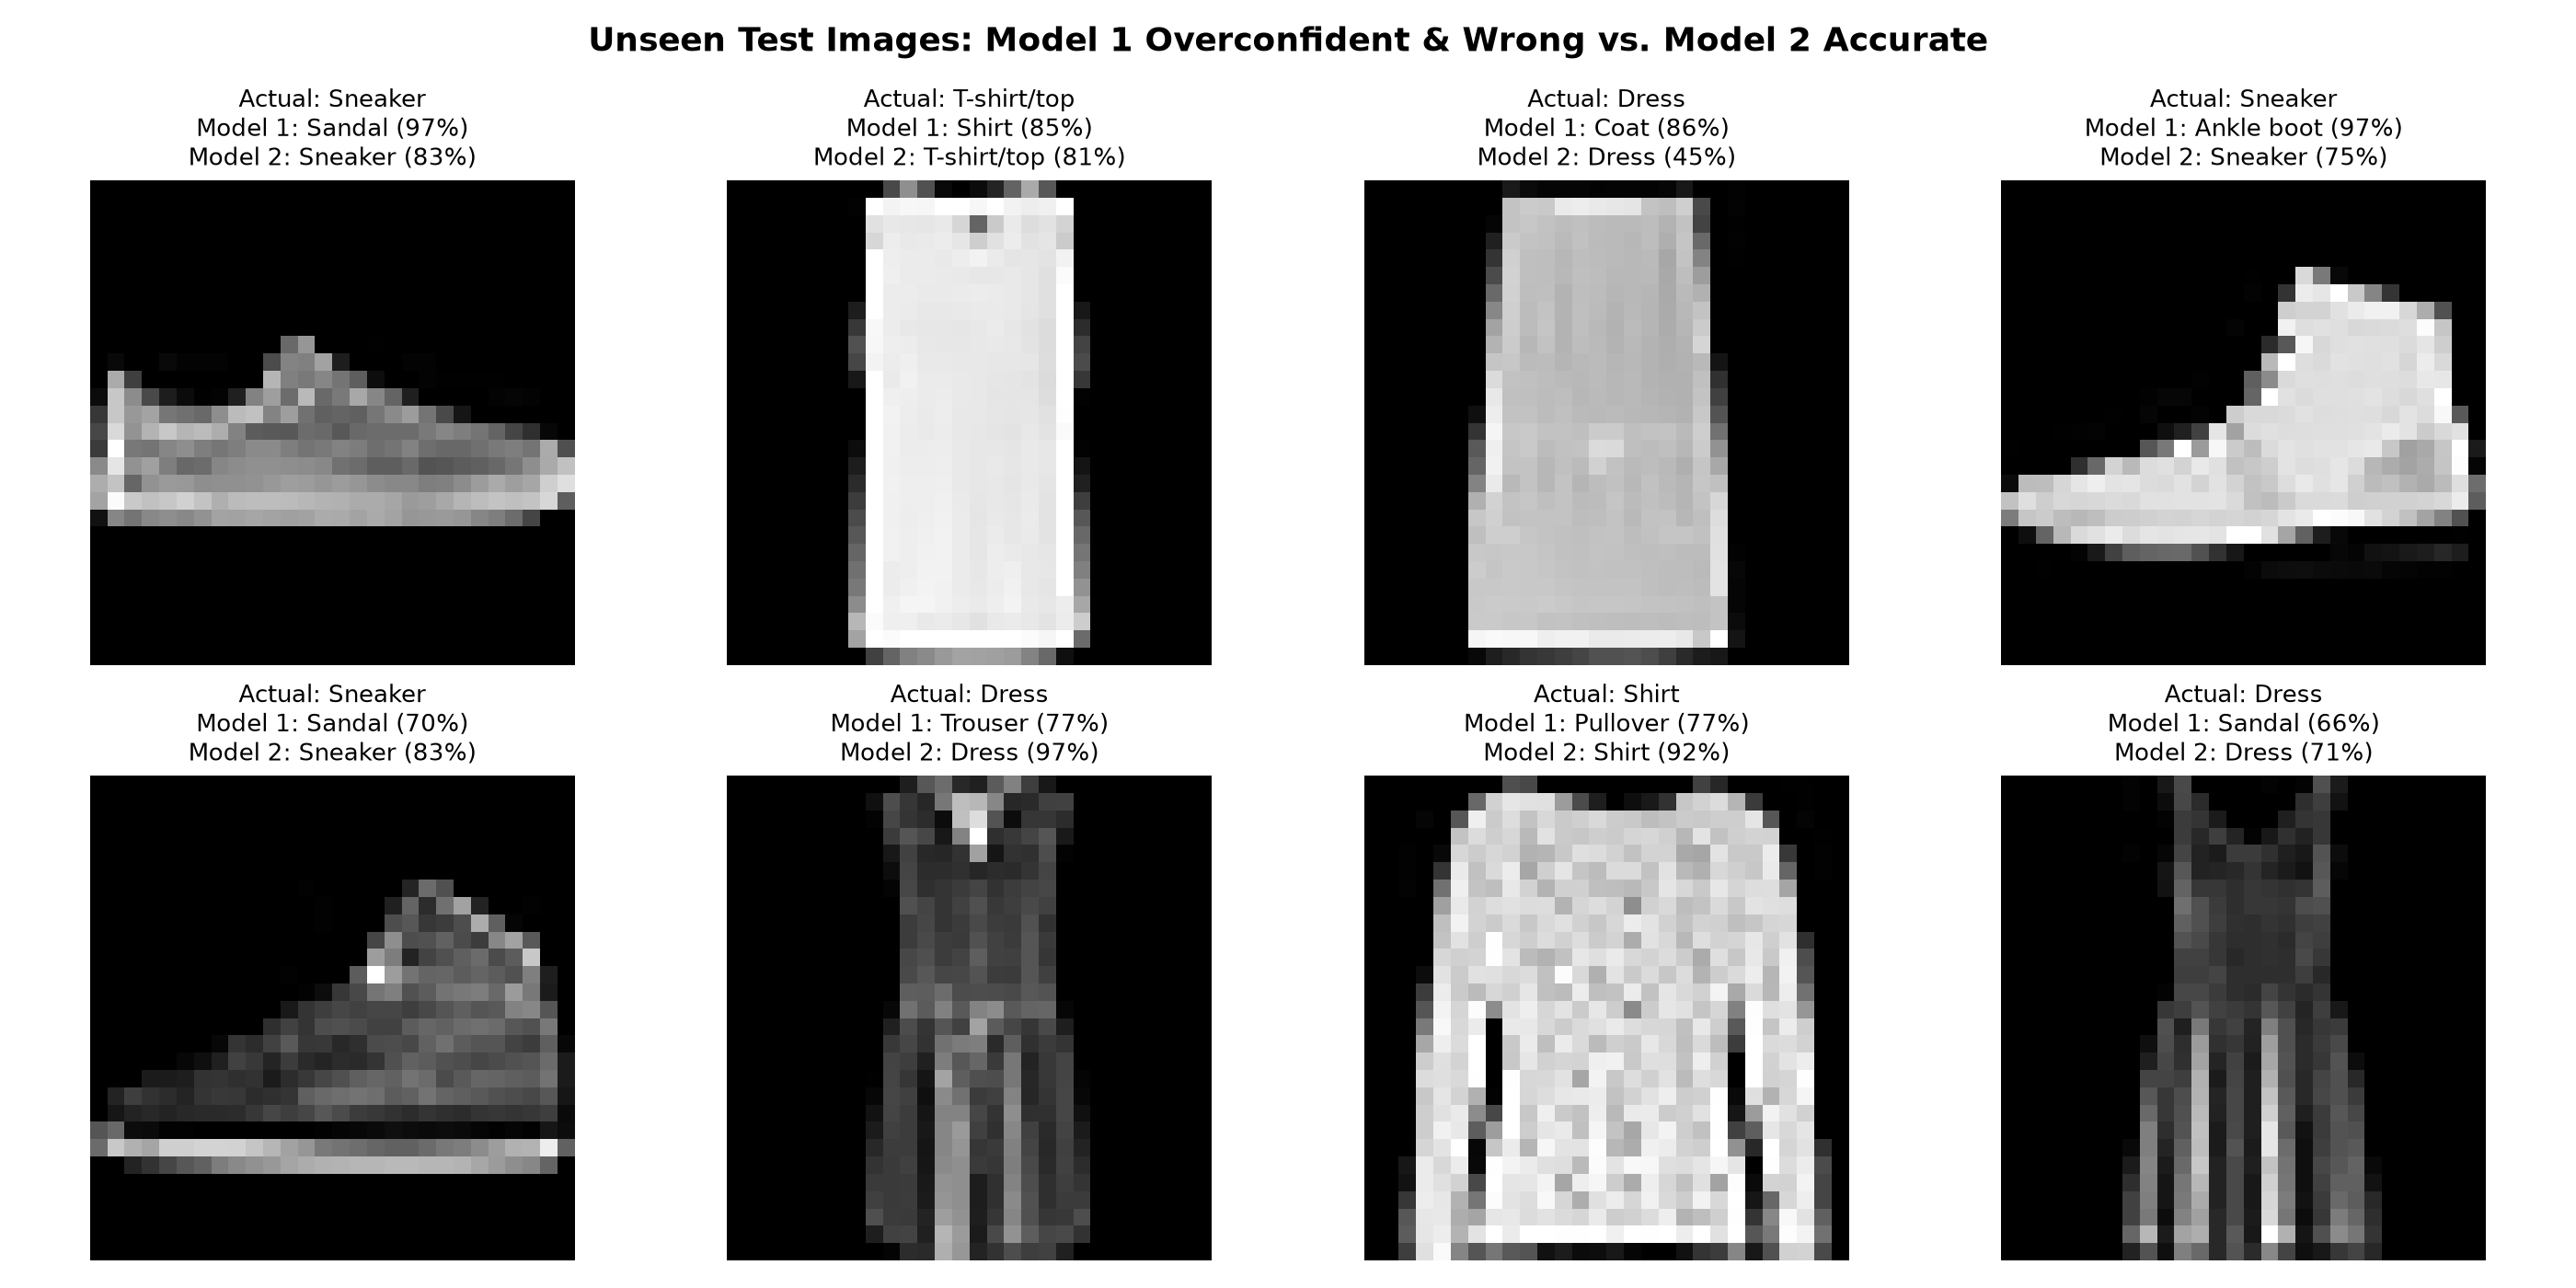 Unseen Test Images: Model 1 Overconfident & Wrong vs. Model 2 Accurate
Actual: Sneaker
Model 1: Sandal (97%)
Model 2: Sneaker (83%)
Actual: T-shirt/top
Model 1: Shirt (85%)
Model 2: T-shirt/top (81%)
Actual: Dress
Model 1: Coat (86%)
Model 2: Dress (45%)
Actual: Sneaker
Model 1: Ankle boot (97%)
Model 2: Sneaker (75%)
Actual: Sneaker
Model 1: Sandal (70%)
Model 2: Sneaker (83%)
Actual: Dress
Model 1: Trouser (77%)
Model 2: Dress (97%)
Actual: Shirt
Model 1: Pullover (77%)
Model 2: Shirt (92%)
Actual: Dress
Model 1: Sandal (66%)
Model 2: Dress (71%)